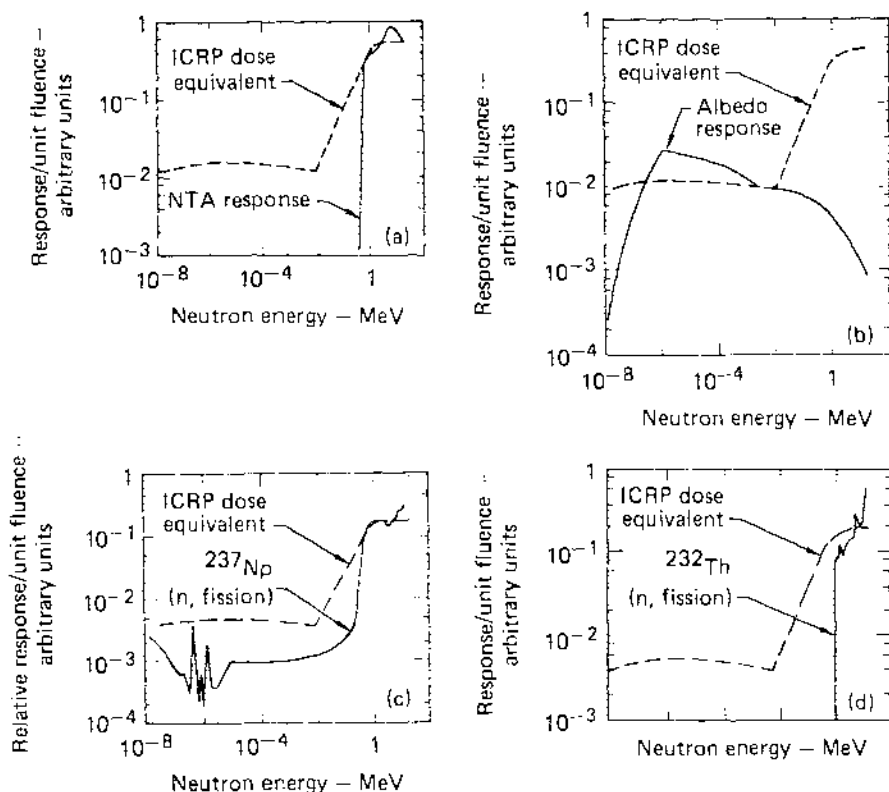 Response/unit fluence –
arbitrary units
1
10⁻¹
10⁻²
10⁻³
ICRP dose
equivalent
NTA response
(a)
10⁻⁸
10⁻⁴
1
Neutron energy – MeV
Response/unit fluence --
arbitrary units
1
10⁻¹
10⁻²
10⁻³
10⁻⁴
ICRP dose
equivalent
Albedo
response
(b)
10⁻⁸
10⁻⁴
1
Neutron energy – MeV
Relative response/unit fluence --
arbitrary units
1
10⁻¹
10⁻²
10⁻³
10⁻⁴
ICRP dose
equivalent
²³⁷Np
(n, fission)
(c)
10⁻⁸
10⁻⁴
1
Neutron energy – MeV
Response/unit fluence --
arbitrary units
1
10⁻¹
10⁻²
10⁻³
ICRP dose
equivalent
²³²Th
(n, fission)
(d)
10⁻⁸
10⁻⁴
1
Neutron energy – MeV